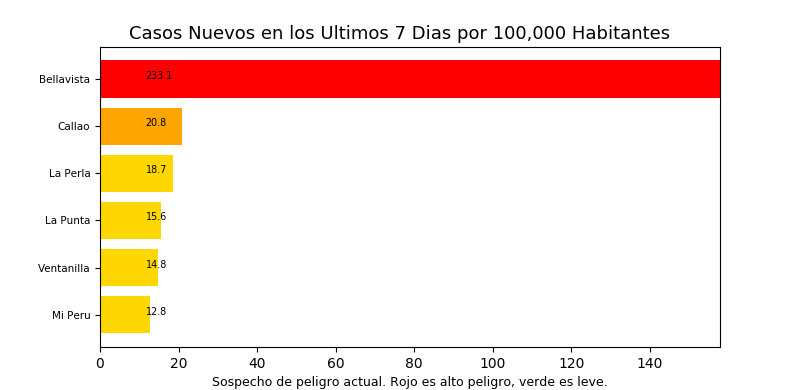 Casos Nuevos en los Ultimos 7 Dias por 100,000 Habitantes
Bellavista 233.1
Callao 20.8
La Perla 18.7
La Punta 15.6
Ventanilla 14.8
Mi Peru 12.8
0 20 40 60 80 100 120 140
Sospecho de peligro actual. Rojo es alto peligro, verde es leve.